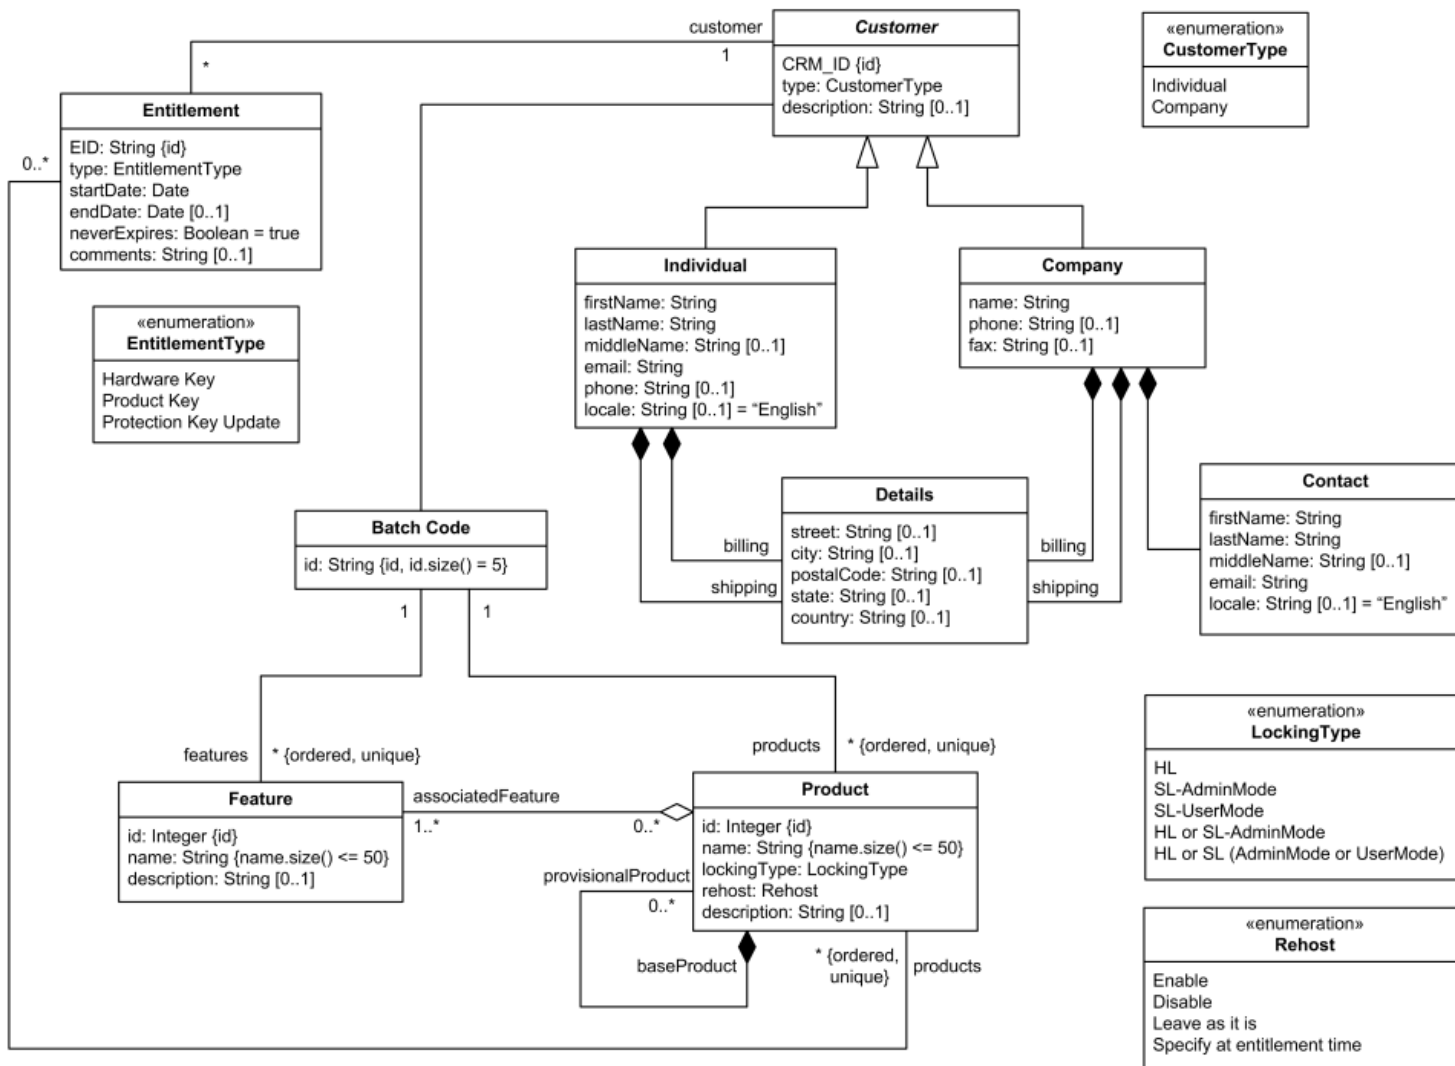 customer
1
*
Customer
CRM_ID {id}
type: CustomerType
description: String [0..1]
«enumeration»
CustomerType
Individual
Company
Entitlement
EID: String {id}
type: EntitlementType
startDate: Date
endDate: Date [0..1]
neverExpires: Boolean = true
comments: String [0..1]
0..*
«enumeration»
EntitlementType
Hardware Key
Product Key
Protection Key Update
Individual
firstName: String
lastName: String
middleName: String [0..1]
email: String
phone: String [0..1]
locale: String [0..1] = “English”
Company
name: String
phone: String [0..1]
fax: String [0..1]
Details
street: String [0..1]
city: String [0..1]
postalCode: String [0..1]
state: String [0..1]
country: String [0..1]
billing
shipping
billing
shipping
Contact
firstName: String
lastName: String
middleName: String [0..1]
email: String
locale: String [0..1] = “English”
Batch Code
id: String {id, id.size() = 5}
1
1
features
* {ordered, unique}
products
* {ordered, unique}
Feature
id: Integer {id}
name: String {name.size() <= 50}
description: String [0..1]
associatedFeature
1..*
0..*
Product
id: Integer {id}
name: String {name.size() <= 50}
lockingType: LockingType
rehost: Rehost
description: String [0..1]
provisionalProduct
0..*
baseProduct
* {ordered,
unique}
products
«enumeration»
LockingType
HL
SL-AdminMode
SL-UserMode
HL or SL-AdminMode
HL or SL (AdminMode or UserMode)
«enumeration»
Rehost
Enable
Disable
Leave as it is
Specify at entitlement time